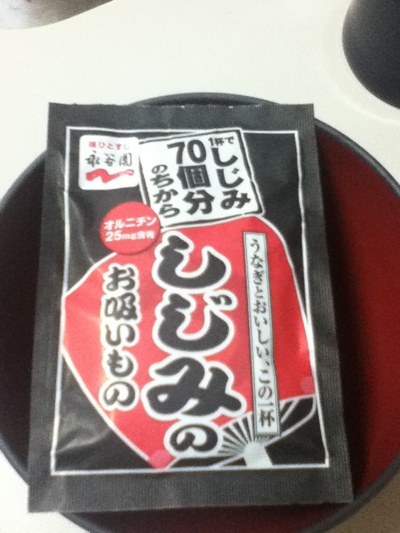 味ひとすじ
永谷園
1杯で
しじみ
70個分
のちから
オルニチン
25mg含有
しじみの
お吸いもの
うなぎとおいしい、この一杯